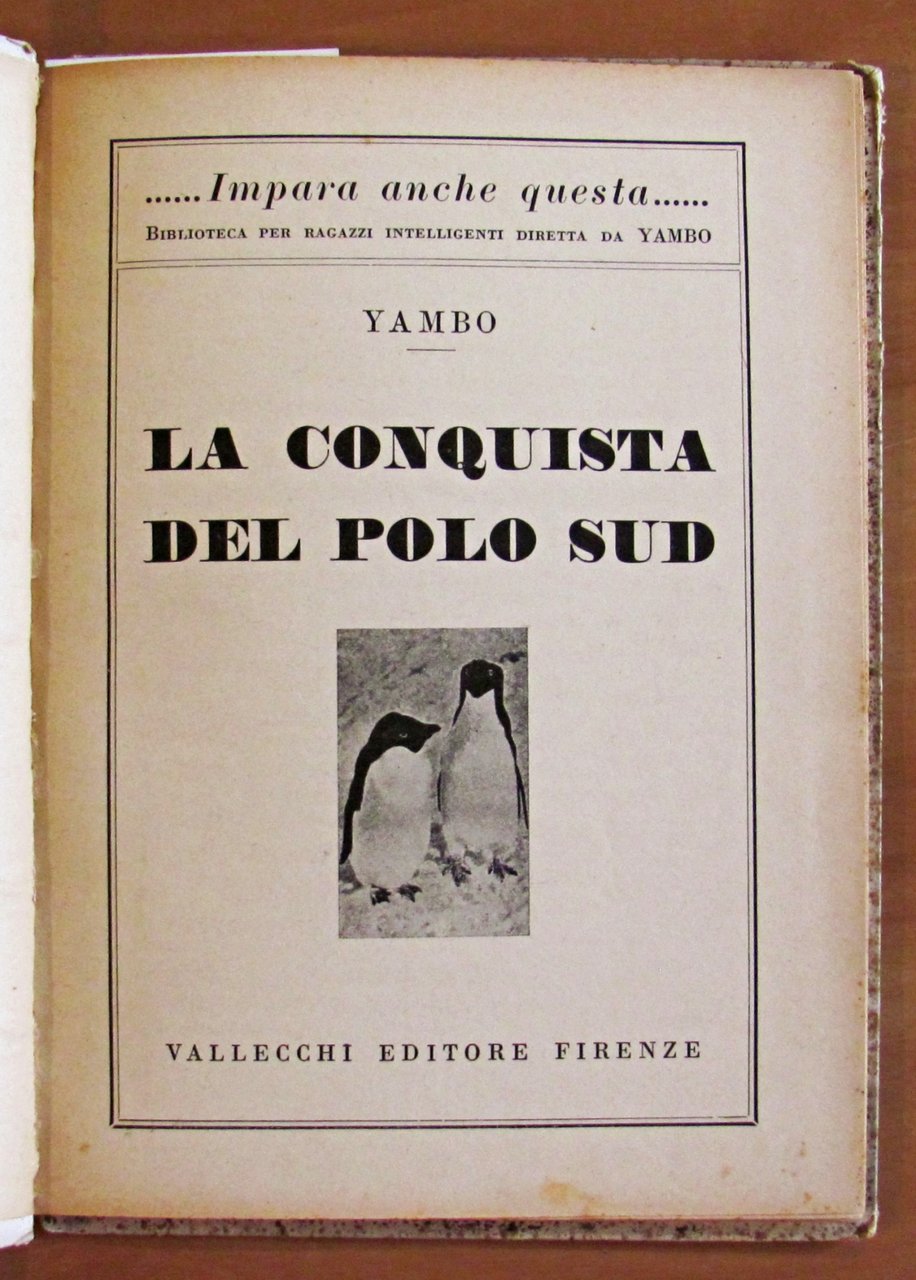 ......Impara anche questa......
BIBLIOTECA PER RAGAZZI INTELLIGENTI DIRETTA DA YAMBO
YAMBO
LA CONQUISTA
DEL POLO SUD
VALLECCHI EDITORE FIRENZE